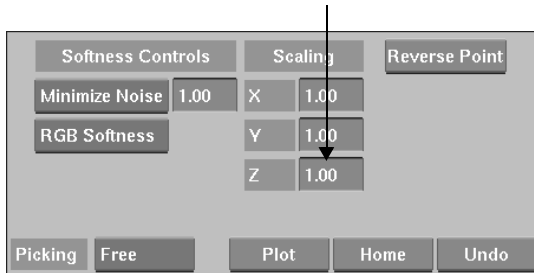 Softness Controls Scaling Reverse Point
Minimize Noise 1.00 X 1.00
RGB Softness Y 1.00
Z 1.00
Picking Free Plot Home Undo